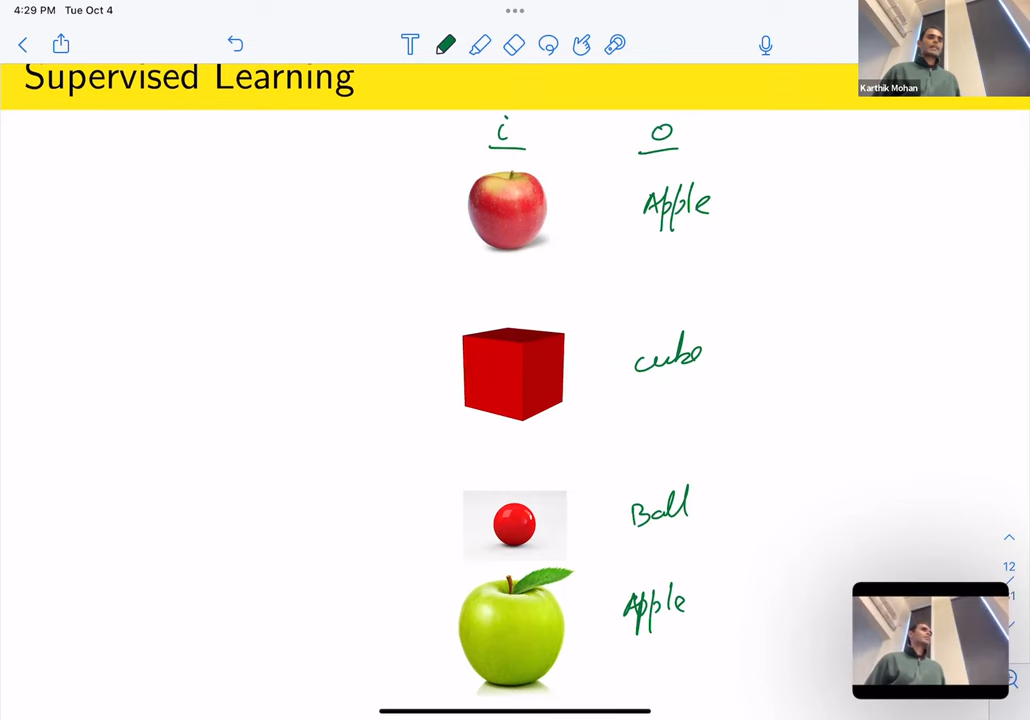 4:29 PM Tue Oct 4
T
Karthik Mohan
Supervised Learning
i o
Apple
cube
Ball
12
Apple